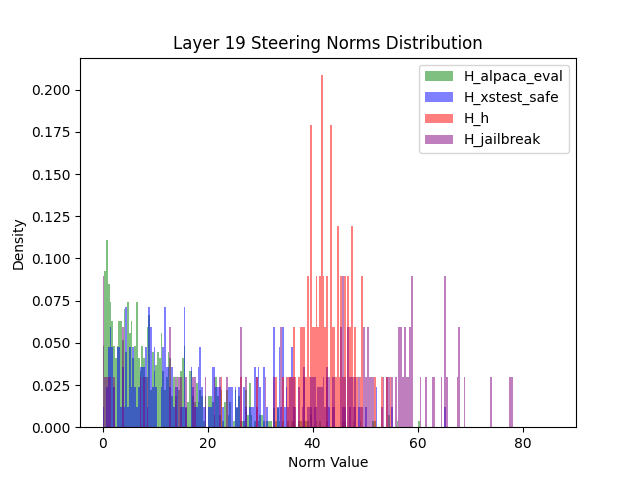 Layer 19 Steering Norms Distribution
H_alpaca_eval
H_xstest_safe
H_h
H_jailbreak
0.200
0.175
0.150
0.125
0.100
0.075
0.050
0.025
0.000
Density
0 20 40 60 80
Norm Value